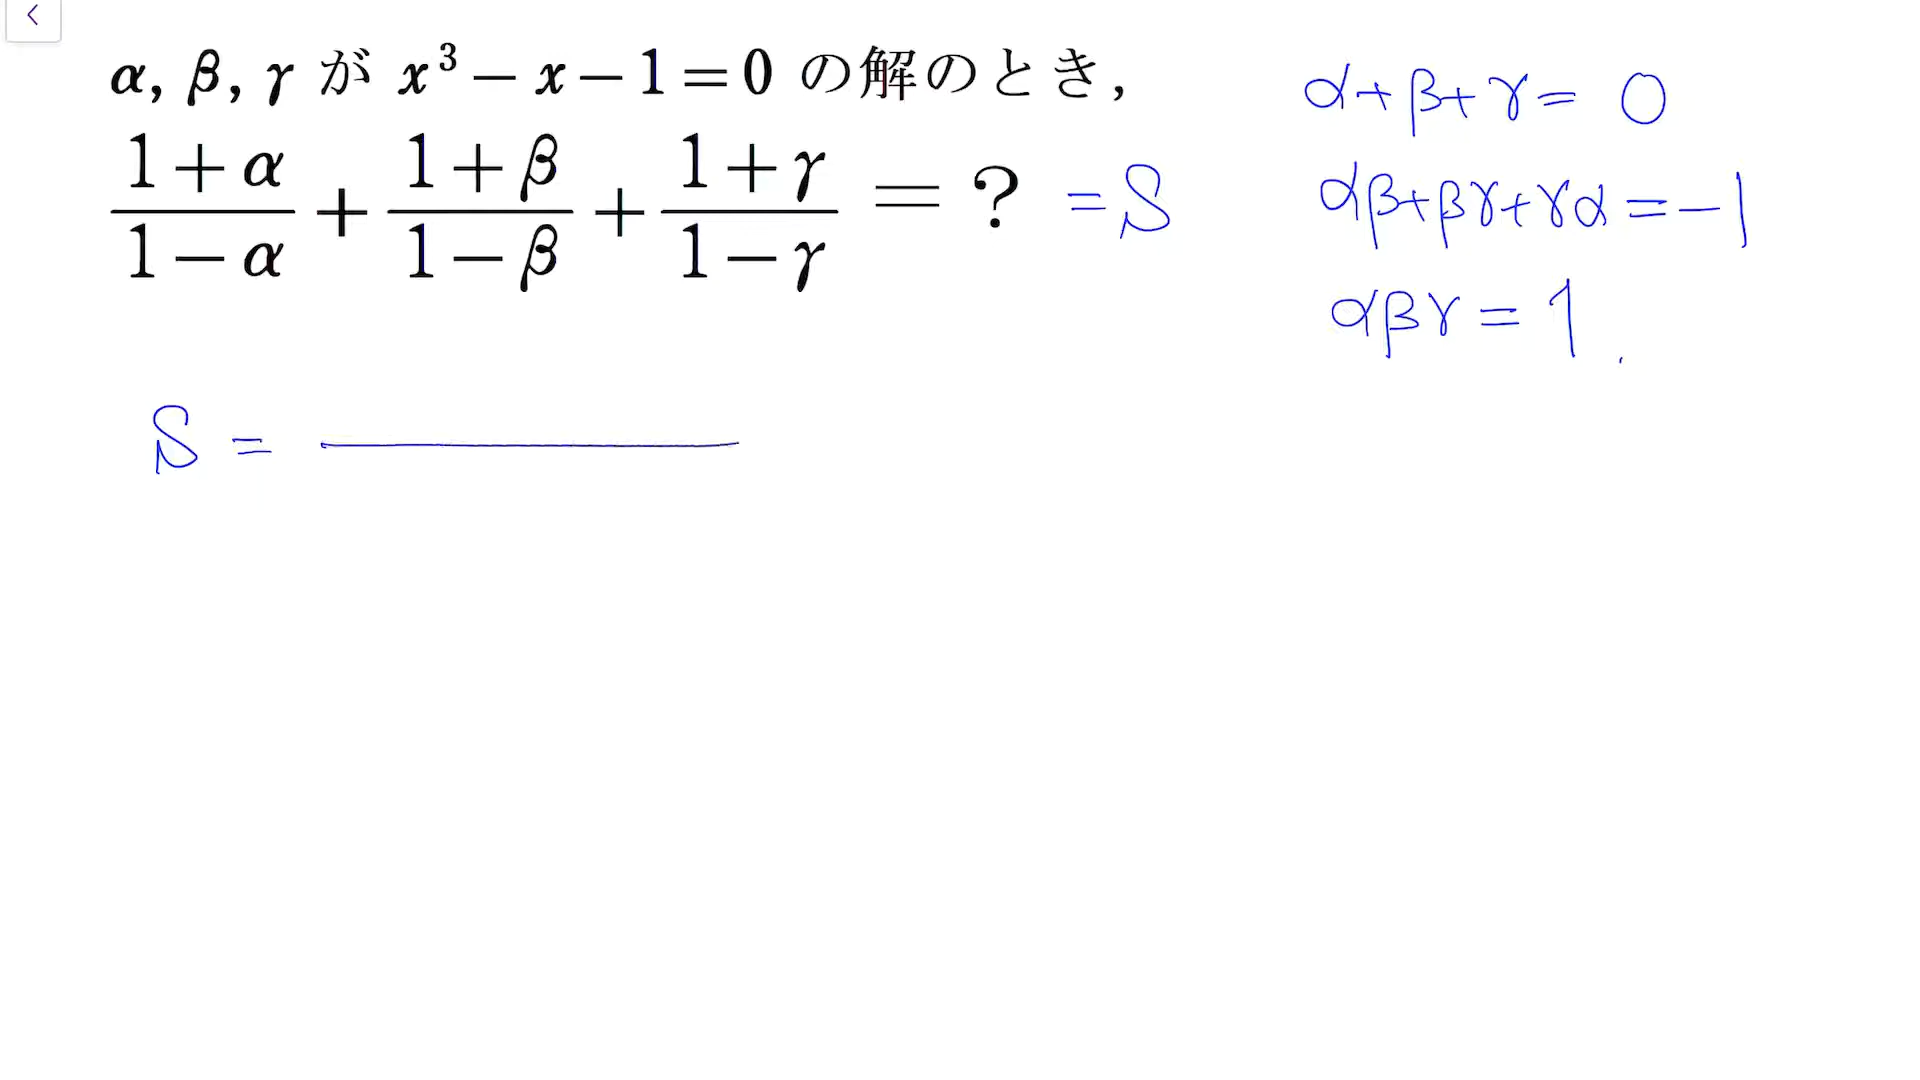 α, β, γ が x³ − x − 1 = 0 の解のとき,
(1+α)/(1−α) + (1+β)/(1−β) + (1+γ)/(1−γ) = ? = S
α+β+γ= 0
αβ+βγ+γα=−1
αβγ=1
S =